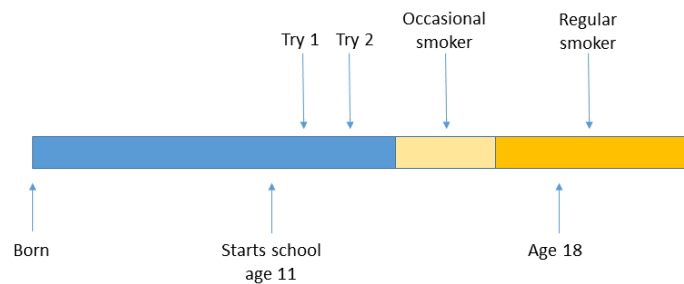 Try 1
Try 2
Occasional
smoker
Regular
smoker
Born
Starts school
age 11
Age 18